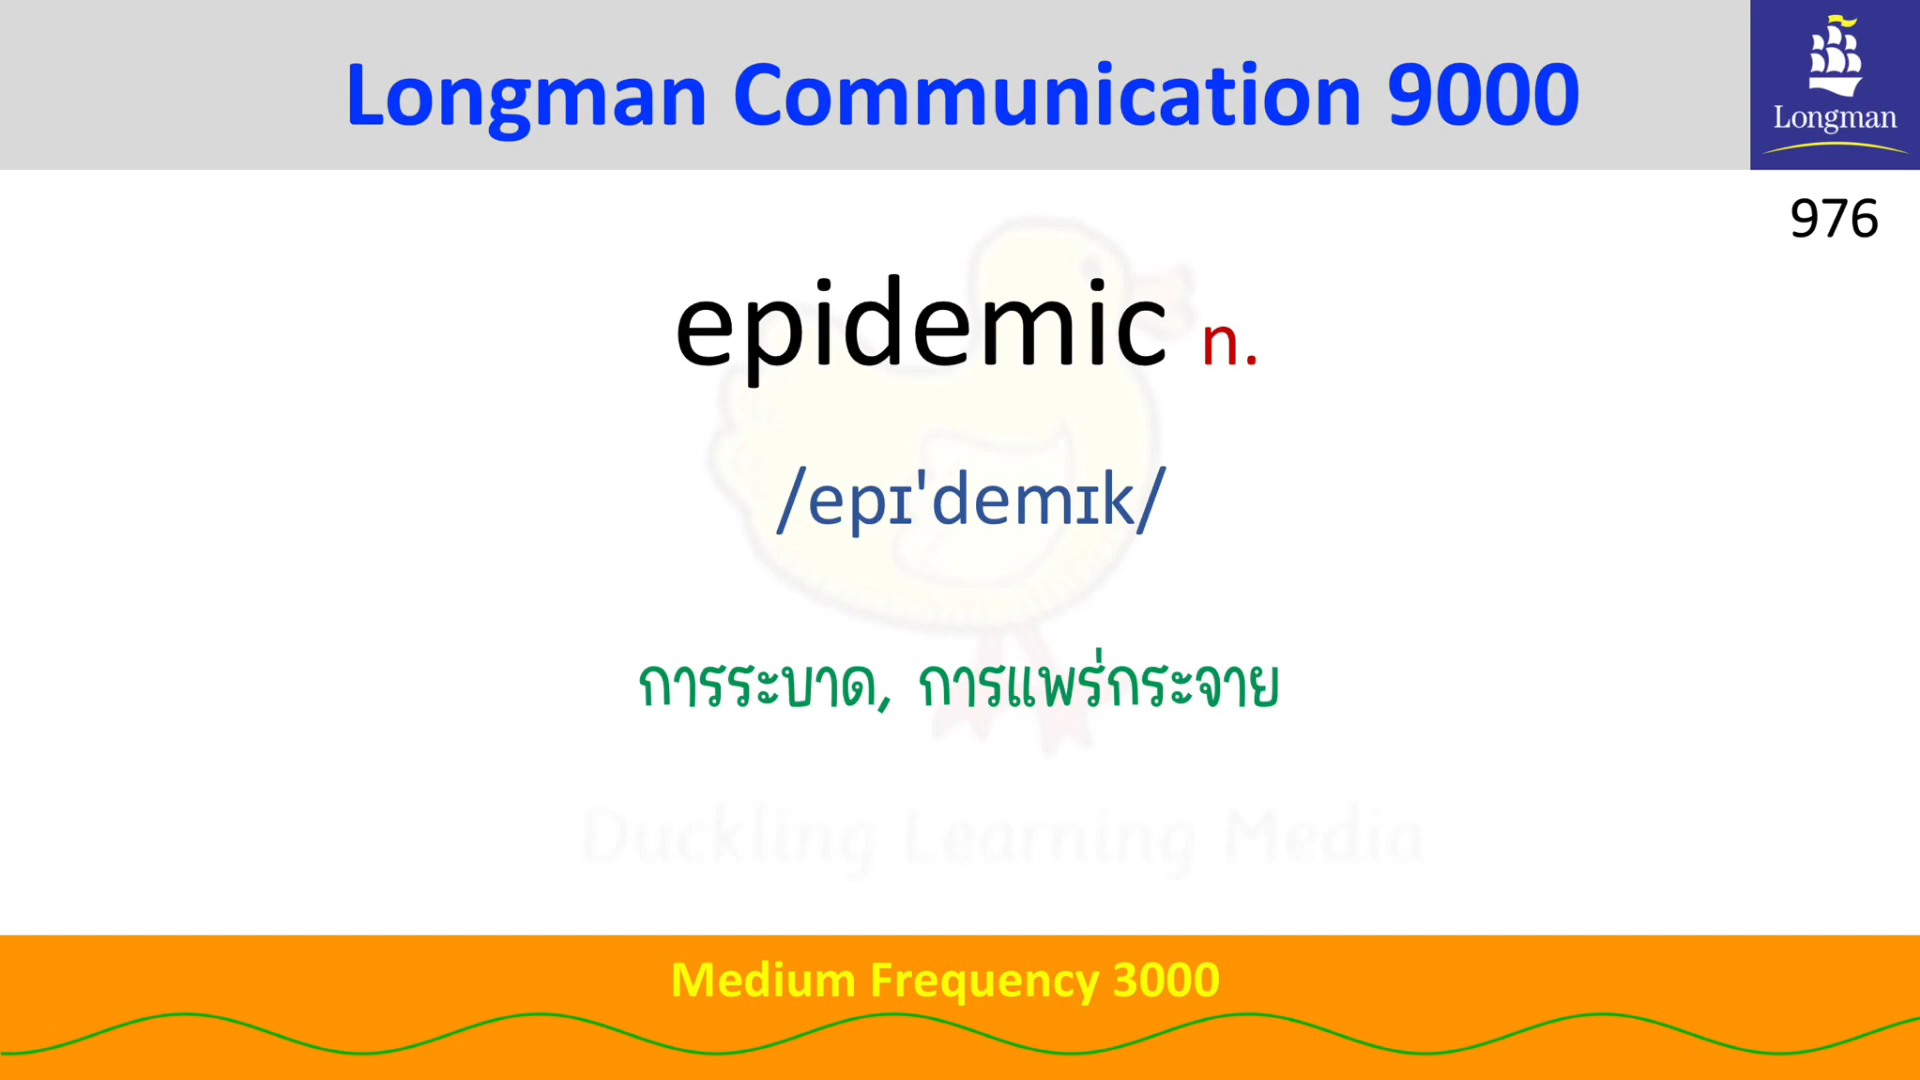 Longman Communication 9000
Longman
976
epidemic n.
/epɪ'demɪk/
การระบาด, การแพร่กระจาย
Duckling Learning Media
Medium Frequency 3000